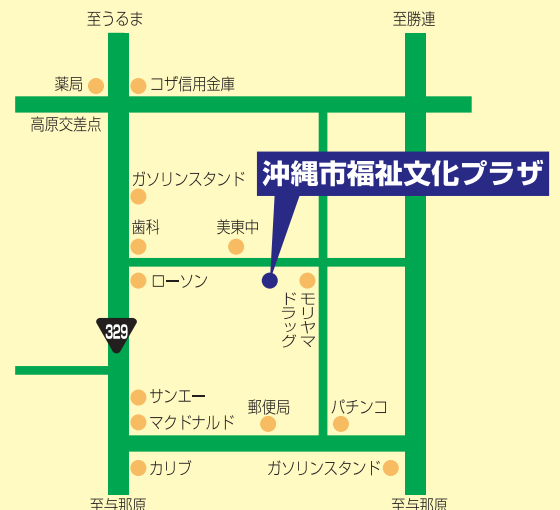 至うるま
至勝連
薬局
コザ信用金庫
高原交差点
沖縄市福祉文化プラザ
ガソリンスタンド
歯科
美東中
ローソン
モリヤマ
ドラッグ
329
サンエー
マクドナルド
郵便局
パチンコ
カリブ
ガソリンスタンド
至与那原
至与那原